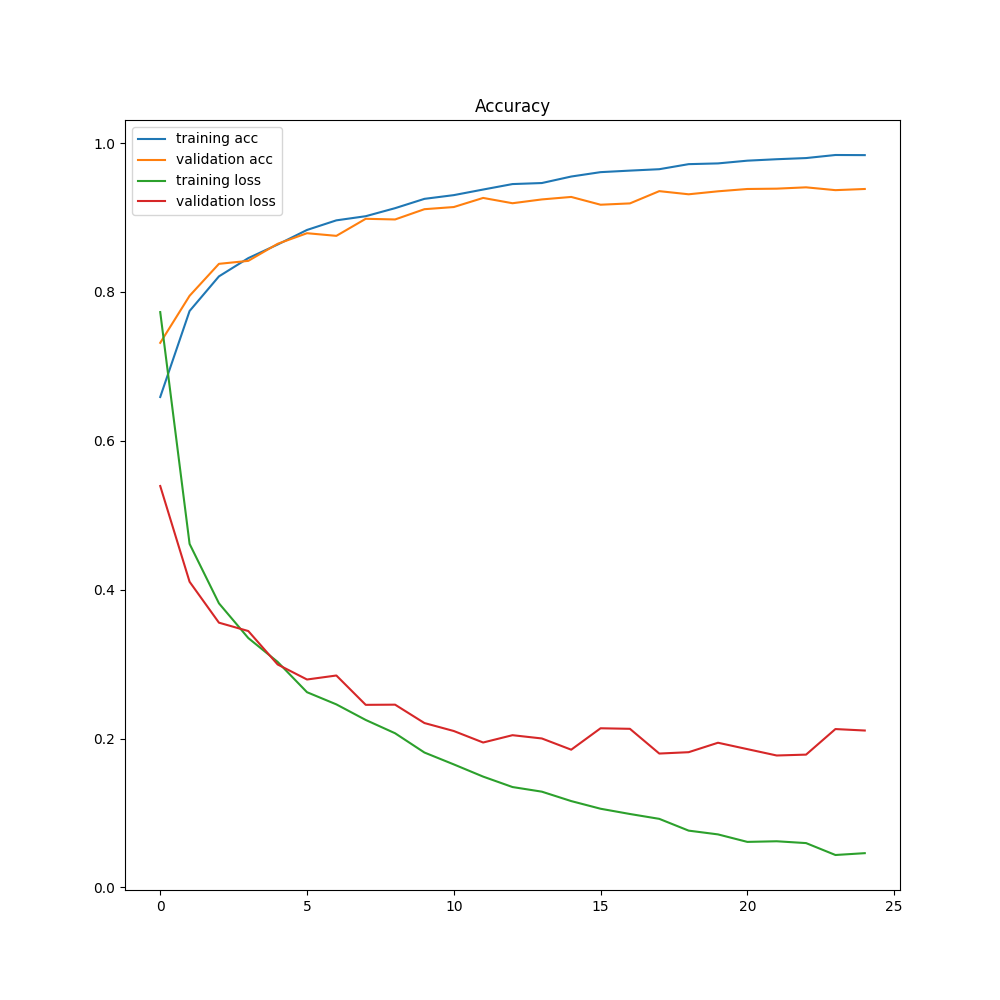 Accuracy
training acc
validation acc
training loss
validation loss
1.0
0.8
0.6
0.4
0.2
0.0
0 5 10 15 20 25